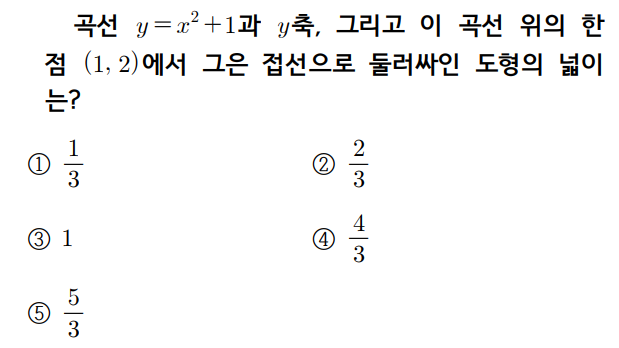 곡선 $y=x^2+1$과 $y$축, 그리고 이 곡선 위의 한
점 $(1, 2)$에서 그은 접선으로 둘러싸인 도형의 넓이
는?
① $\frac{1}{3}$ ② $\frac{2}{3}$
③ 1 ④ $\frac{4}{3}$
⑤ $\frac{5}{3}$